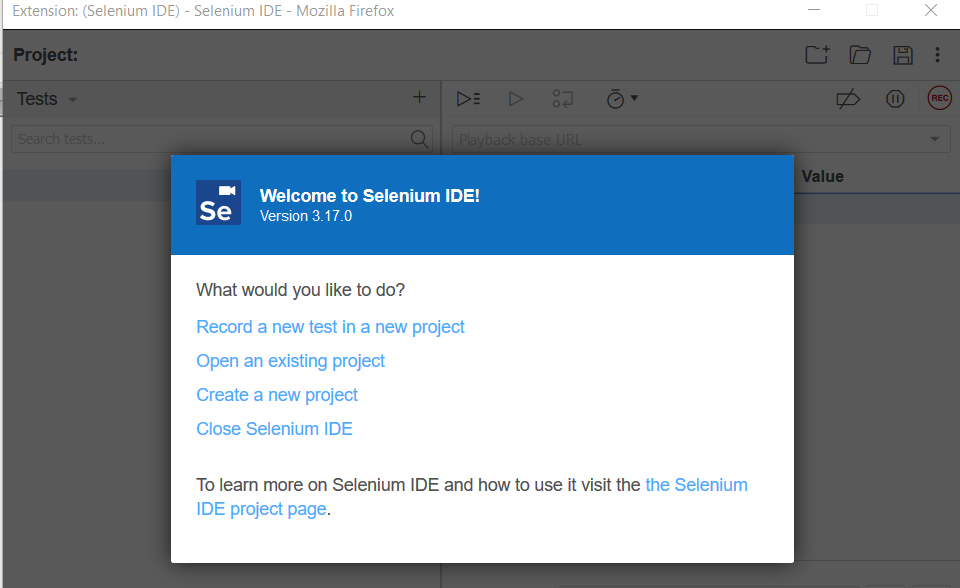 Extension: (Selenium IDE) - Selenium IDE - Mozilla Firefox
Project:
Tests
REC
Search tests...
Playback base URL
Value
Se
Welcome to Selenium IDE!
Version 3.17.0
What would you like to do?
Record a new test in a new project
Open an existing project
Create a new project
Close Selenium IDE
To learn more on Selenium IDE and how to use it visit the the Selenium
IDE project page.